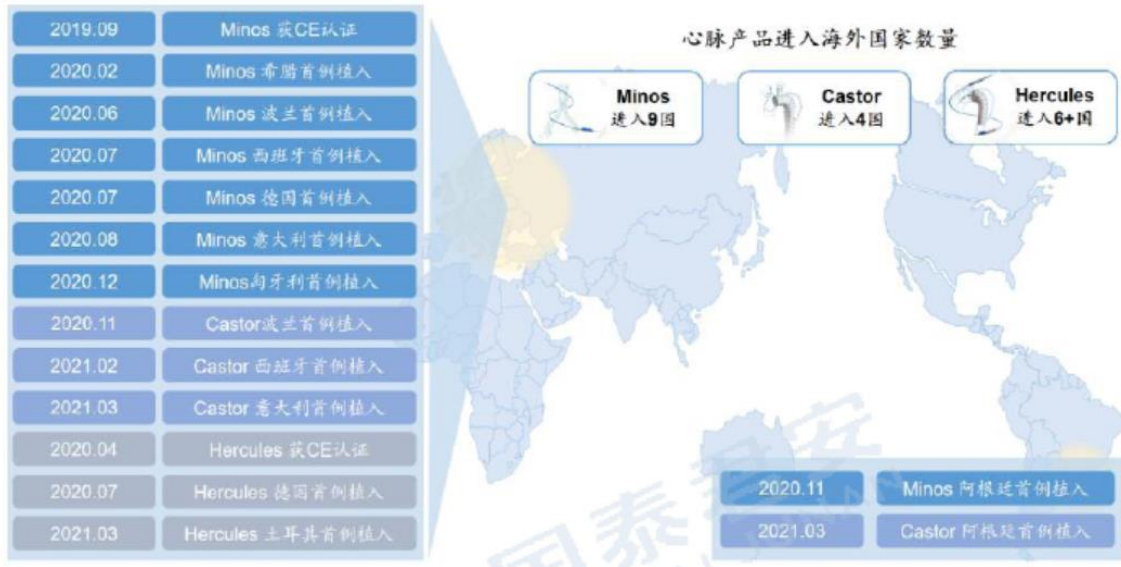 2019.09 Minos 获CE认证
2020.02 Minos 希腊首例植入
2020.06 Minos 波兰首例植入
2020.07 Minos 西班牙首例植入
2020.07 Minos 德国首例植入
2020.08 Minos 意大利首例植入
2020.12 Minos匈牙利首例植入
2020.11 Castor波兰首例植入
2021.02 Castor 西班牙首例植入
2021.03 Castor 意大利首例植入
2020.04 Hercules 获CE认证
2020.07 Hercules 德国首例植入
2021.03 Hercules 土耳其首例植入
心脉产品进入海外国家数量
Minos
进入9国
Castor
进入4国
Hercules
进入6+国
2020.11 Minos 阿根廷首例植入
2021.03 Castor 阿根廷首例植入
国泰君安